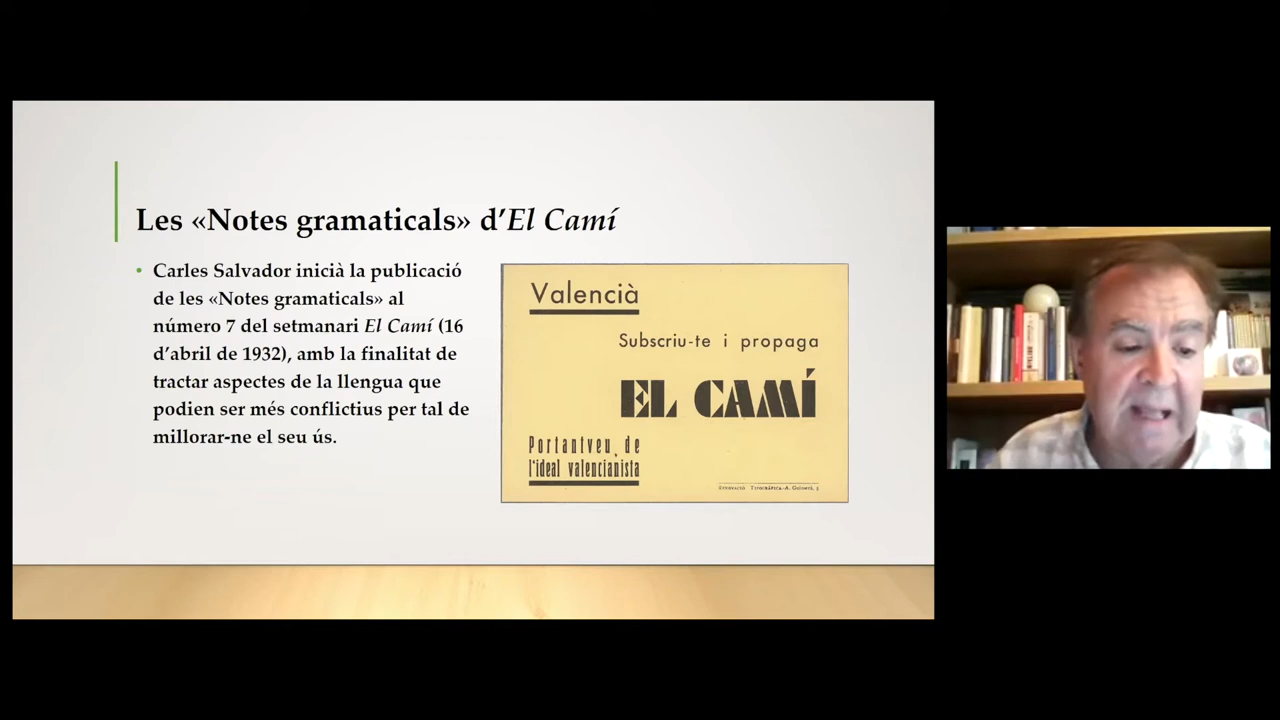 Les «Notes gramaticals» d'El Camí
• Carles Salvador inicià la publicació
de les «Notes gramaticals» al
número 7 del setmanari El Camí (16
d'abril de 1932), amb la finalitat de
tractar aspectes de la llengua que
podien ser més conflictius per tal de
millorar-ne el seu ús.
Valencià
Subscriu-te i propaga
EL CAMÍ
Portantveu de
l'ideal valencianista